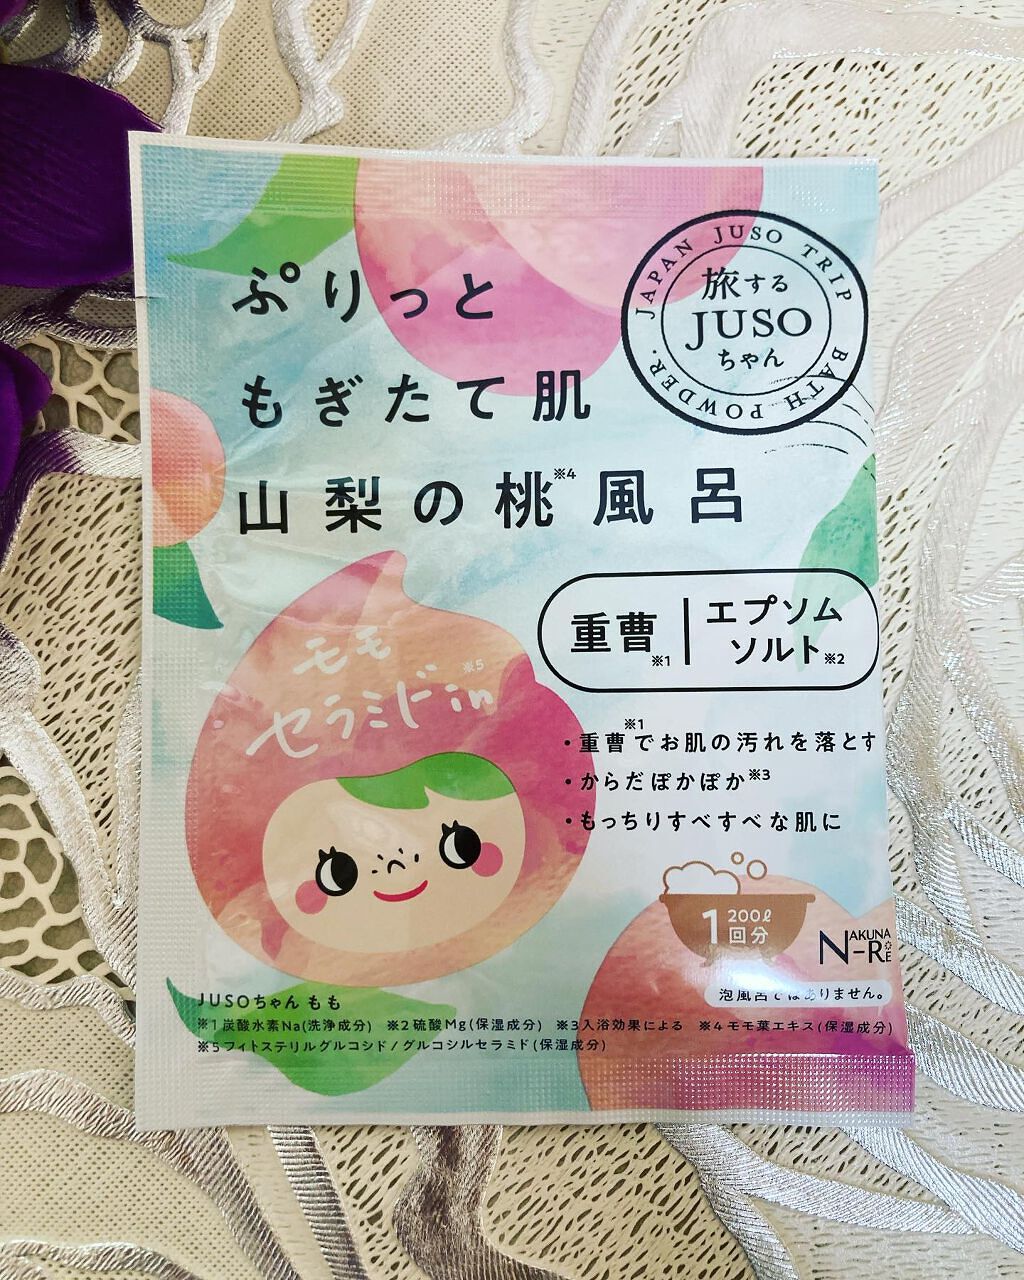 ぷりっと
もぎたて肌
山梨の桃※4風呂
JAPAN JUSO TRIP BATH POWDER.
旅する
JUSO
ちゃん
重曹※1
エプソム
ソルト※2
モモ
セラミドin※5
・重曹※1でお肌の汚れを落とす
・からだぽかぽか※3
・もっちりすべすべな肌に
1回分
200ℓ
NAKUNA-RE
泡風呂ではありません。
JUSOちゃん もも
※1炭酸水素Na(洗浄成分) ※2硫酸Mg(保湿成分) ※3入浴効果による ※4モモ葉エキス(保湿成分)
※5フィトステリルグルコシド/グルコシルセラミド(保湿成分)